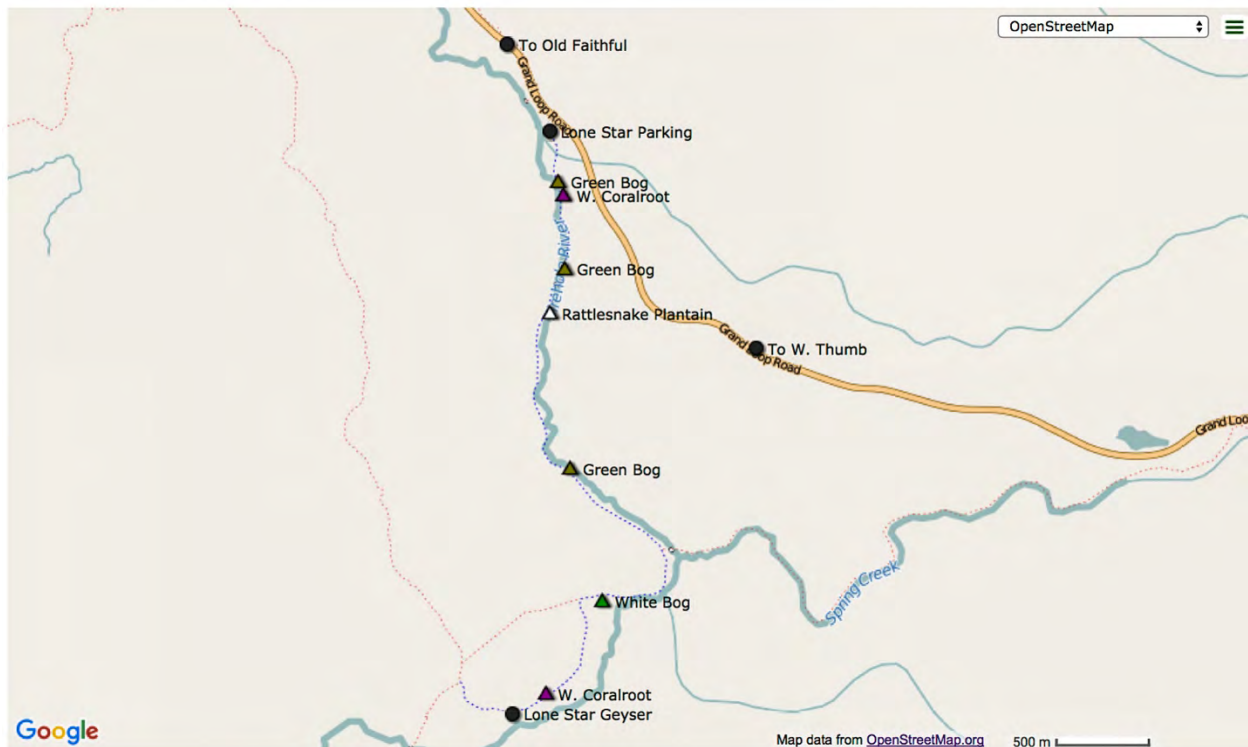 OpenStreetMap
To Old Faithful
Grand Loop Road
Lone Star Parking
Green Bog
W. Coralroot
River
Green Bog
Rattlesnake Plantain
To W. Thumb
Grand Loop Road
Grand Loo
Green Bog
Spring Creek
White Bog
W. Coralroot
Lone Star Geyser
Google
Map data from OpenStreetMap.org
500 m